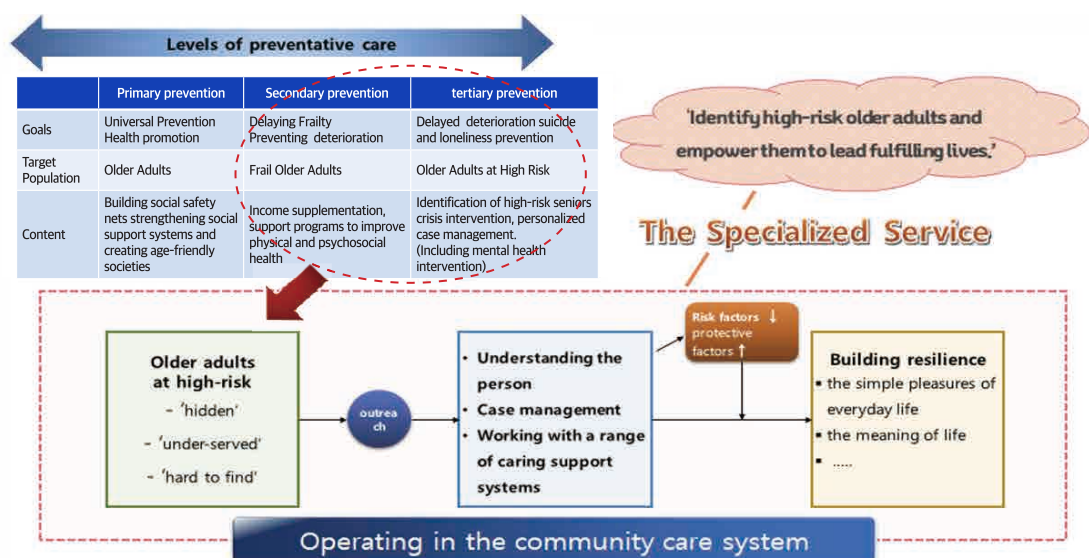 Levels of preventative care
Primary prevention
Secondary prevention
tertiary prevention
Goals
Universal Prevention
Health promotion
Delaying Frailty
Preventing deterioration
Delayed deterioration suicide
and loneliness prevention
Target
Population
Older Adults
Frail Older Adults
Older Adults at High Risk
Content
Building social safety
nets strengthening social
support systems and
creating age-friendly
societies
Income supplementation,
support programs to improve
physical and psychosocial
health
Identification of high-risk seniors
crisis intervention, personalized
case management.
(Including mental health
intervention)
'Identify high-risk older adults and
empower them to lead fulfilling lives.'
The Specialized Service
Older adults
at high-risk
- 'hidden'
- 'under-served'
- 'hard to find'
outrea
ch
• Understanding the
person
• Case management
• Working with a range
of caring support
systems
Risk factors ↓
protective
factors ↑
Building resilience
▪ the simple pleasures of
everyday life
▪ the meaning of life
▪ .....
Operating in the community care system